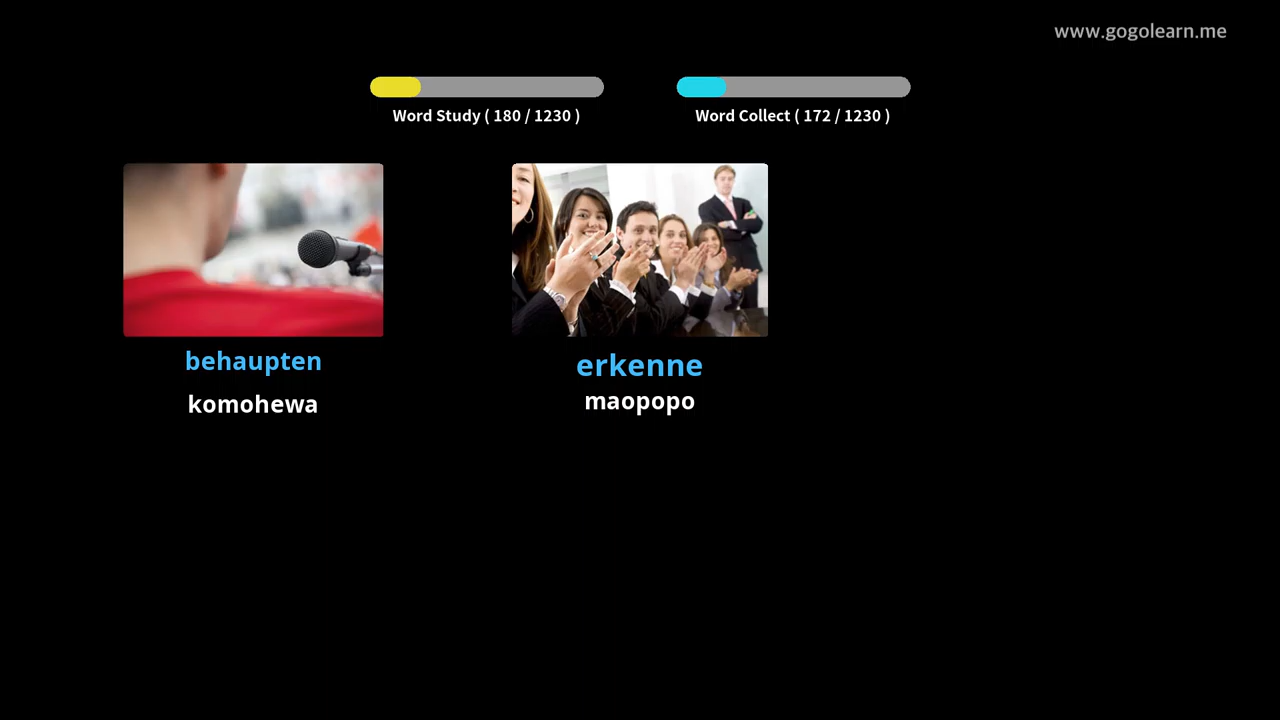 www.gogolearn.me
Word Study ( 180 / 1230 )
Word Collect ( 172 / 1230 )
behaupten
komohewa
erkenne
maopopo